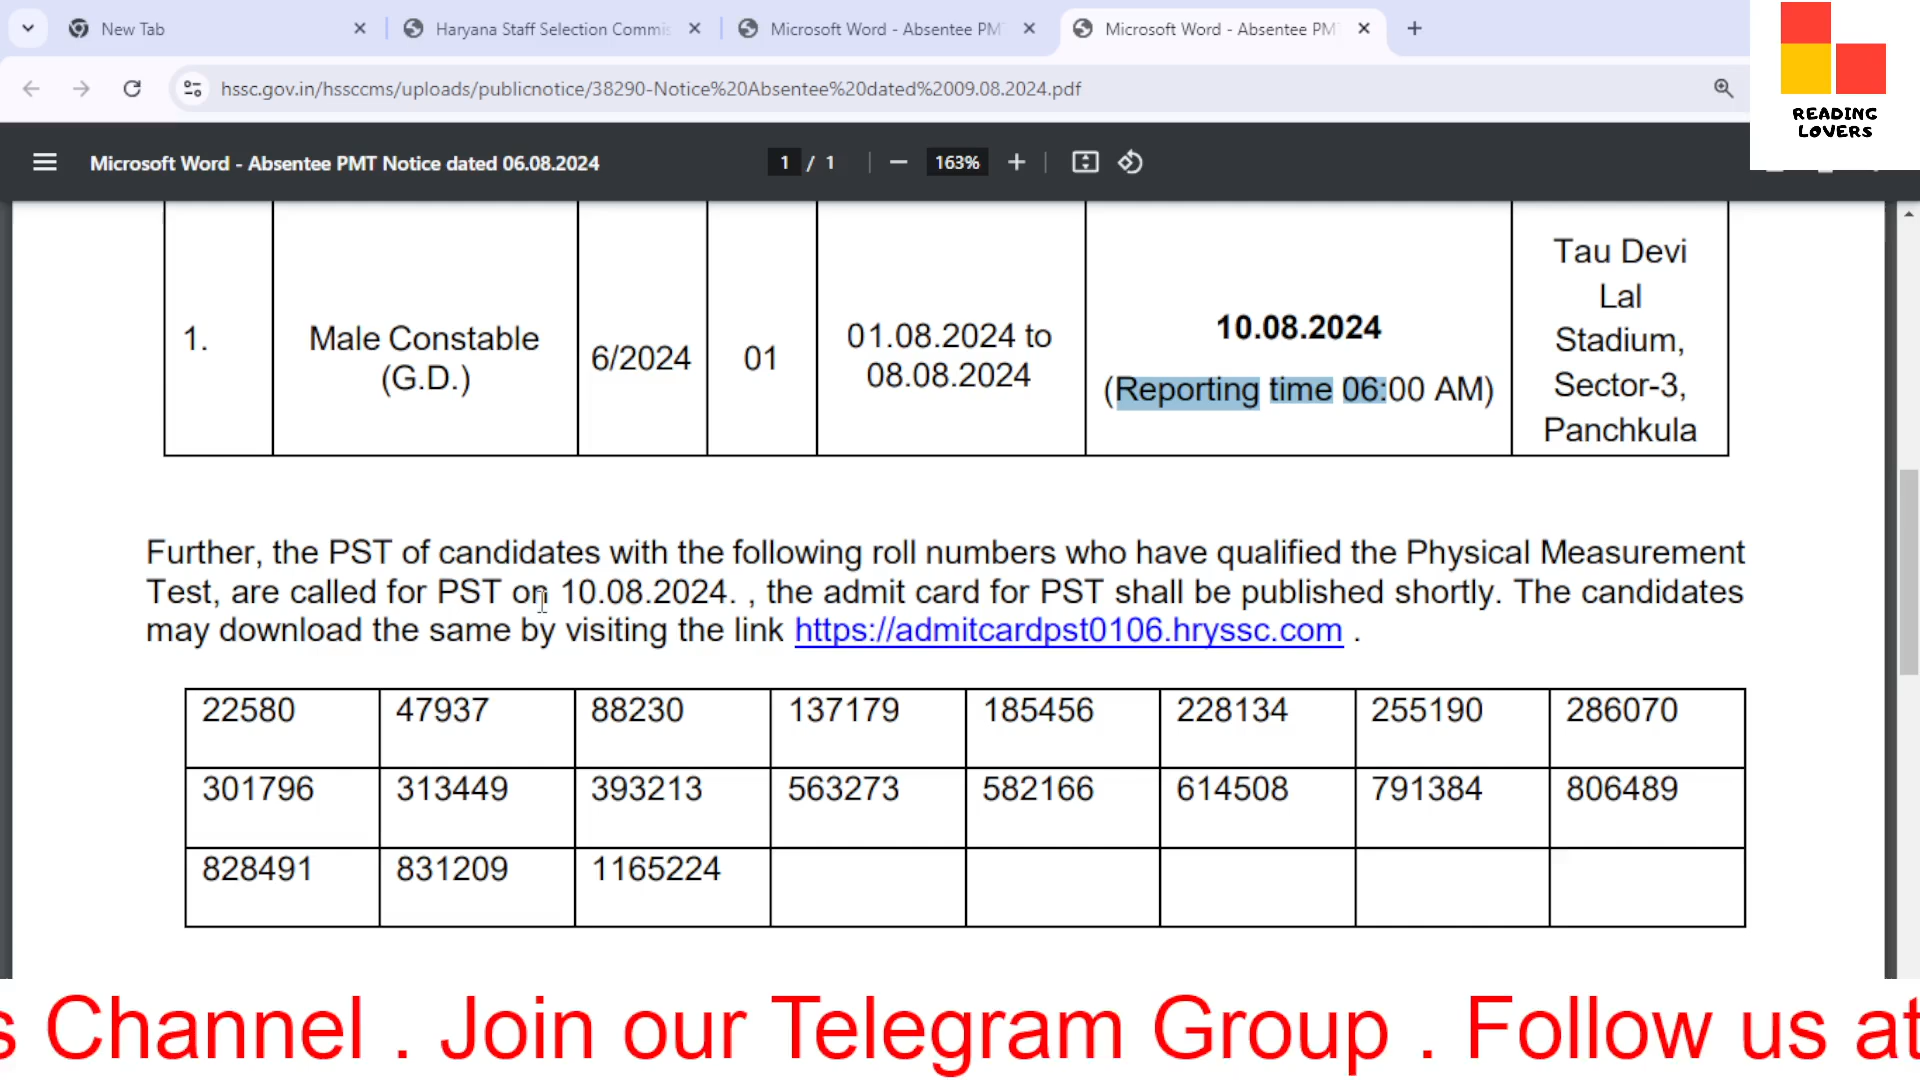 New Tab
Haryana Staff Selection Commis
Microsoft Word - Absentee PM
Microsoft Word - Absentee PM
hssc.gov.in/hssccms/uploads/publicnotice/38290-Notice%20Absentee%20dated%2009.08.2024.pdf
READING
LOVERS
Microsoft Word - Absentee PMT Notice dated 06.08.2024
1 / 1
163%
1.
Male Constable
(G.D.)
6/2024
01
01.08.2024 to
08.08.2024
10.08.2024
(Reporting time 06:00 AM)
Tau Devi
Lal
Stadium,
Sector-3,
Panchkula
Further, the PST of candidates with the following roll numbers who have qualified the Physical Measurement
Test, are called for PST on 10.08.2024. , the admit card for PST shall be published shortly. The candidates
may download the same by visiting the link https://admitcardpst0106.hryssc.com .
22580 47937 88230 137179 185456 228134 255190 286070
301796 313449 393213 563273 582166 614508 791384 806489
828491 831209 1165224
s Channel . Join our Telegram Group . Follow us at